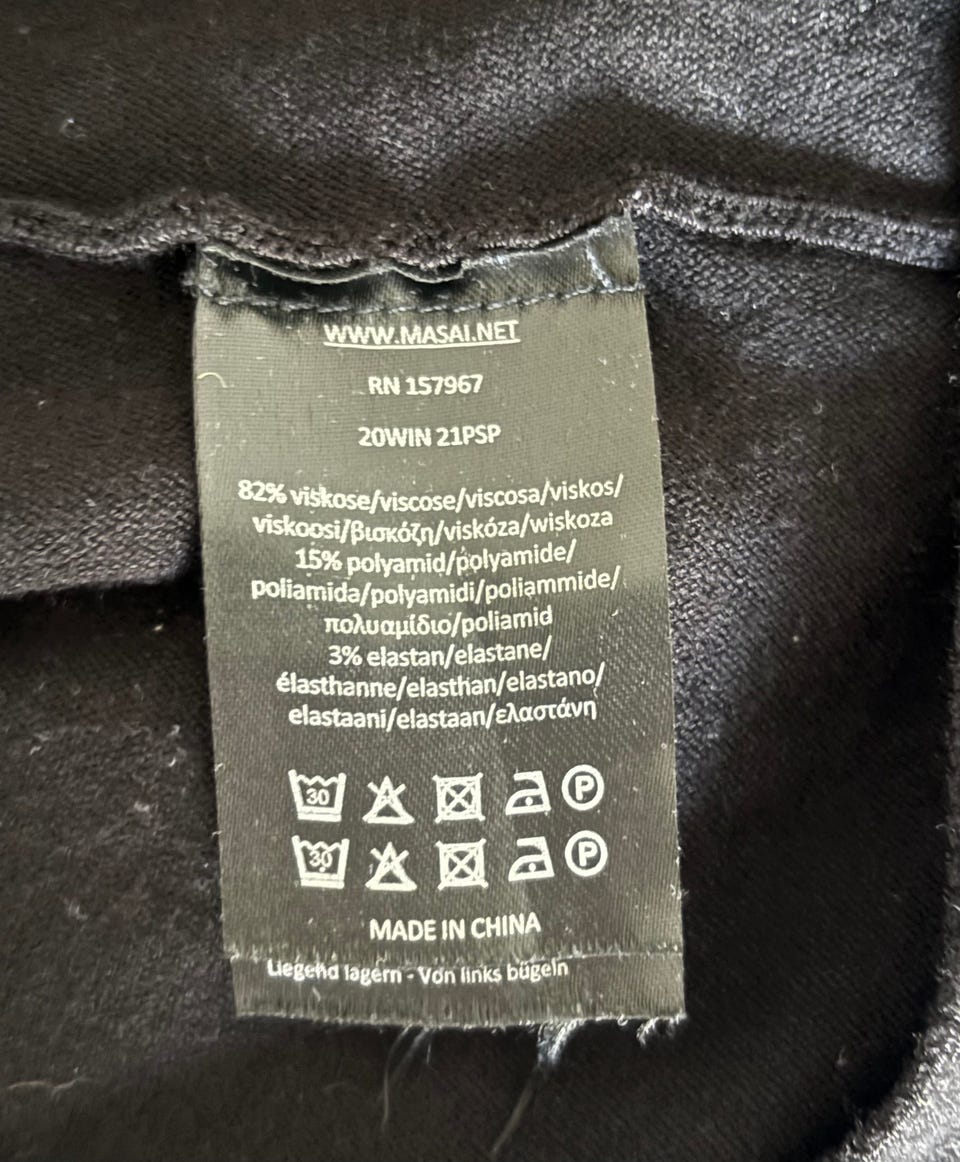 WWW.MASAI.NET
RN 157967
20WIN 21PSP
82% viskose/viscose/viscosa/viskos/
viskoosi/βισκόζη/viskóza/wiskoza
15% polyamid/polyamide/
poliamida/polyamidi/poliammide/
πολυαμίδιο/poliamid
3% elastan/elastane/
élasthanne/elasthan/elastano/
elastaani/elastaan/ελαστάνη
30 P
30 P
MADE IN CHINA
Liegend lagern - Von links bügeln